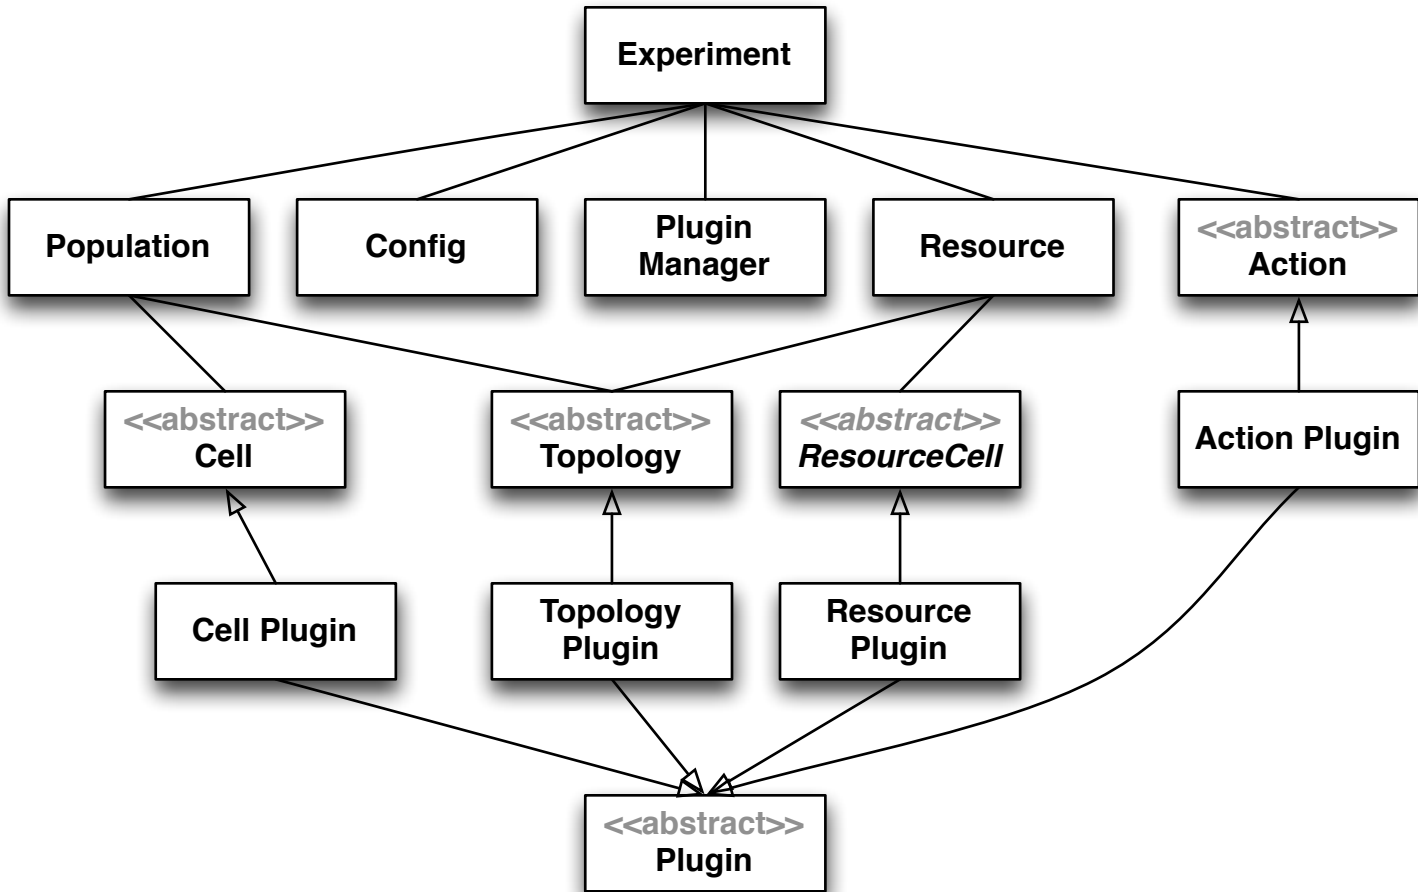 Experiment
Population
Config
Plugin
Manager
Resource
<<abstract>>
Action
<<abstract>>
Cell
<<abstract>>
Topology
<<abstract>>
ResourceCell
Action Plugin
Cell Plugin
Topology
Plugin
Resource
Plugin
<<abstract>>
Plugin